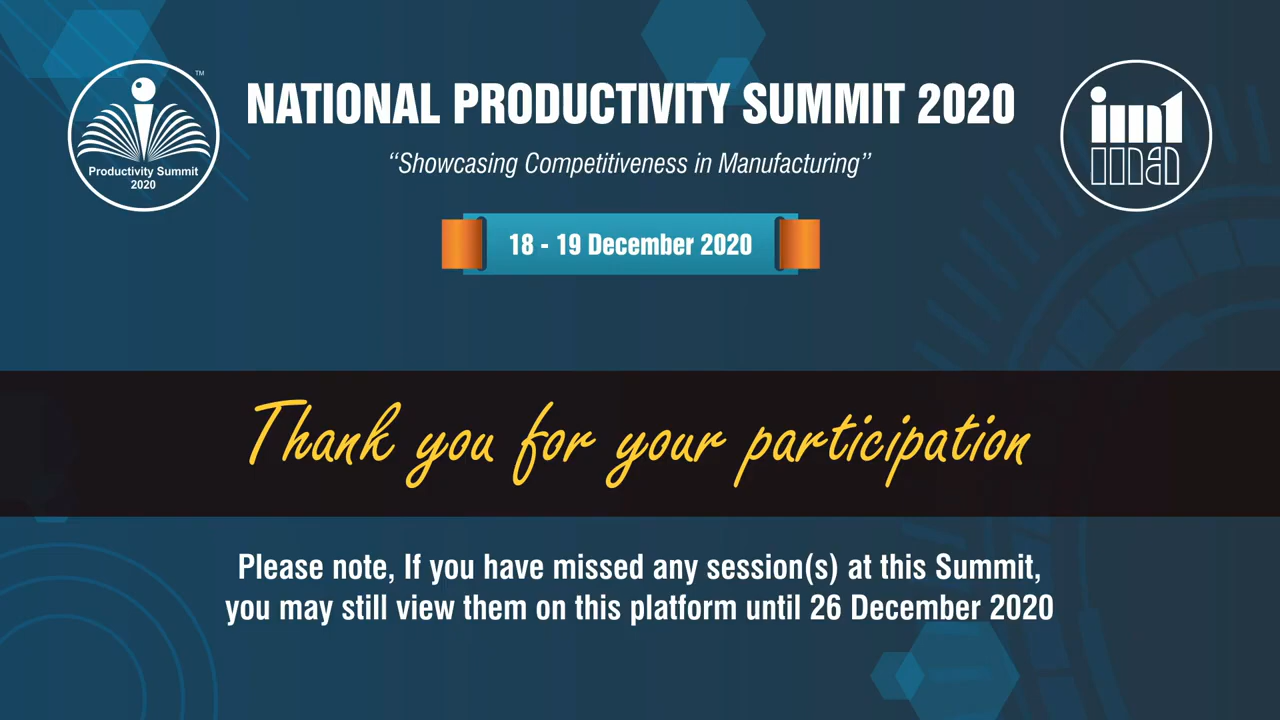 NATIONAL PRODUCTIVITY SUMMIT 2020
“Showcasing Competitiveness in Manufacturing”
18 - 19 December 2020
TM
Productivity Summit
2020
imt
Thank you for your participation
Please note, If you have missed any session(s) at this Summit,
you may still view them on this platform until 26 December 2020